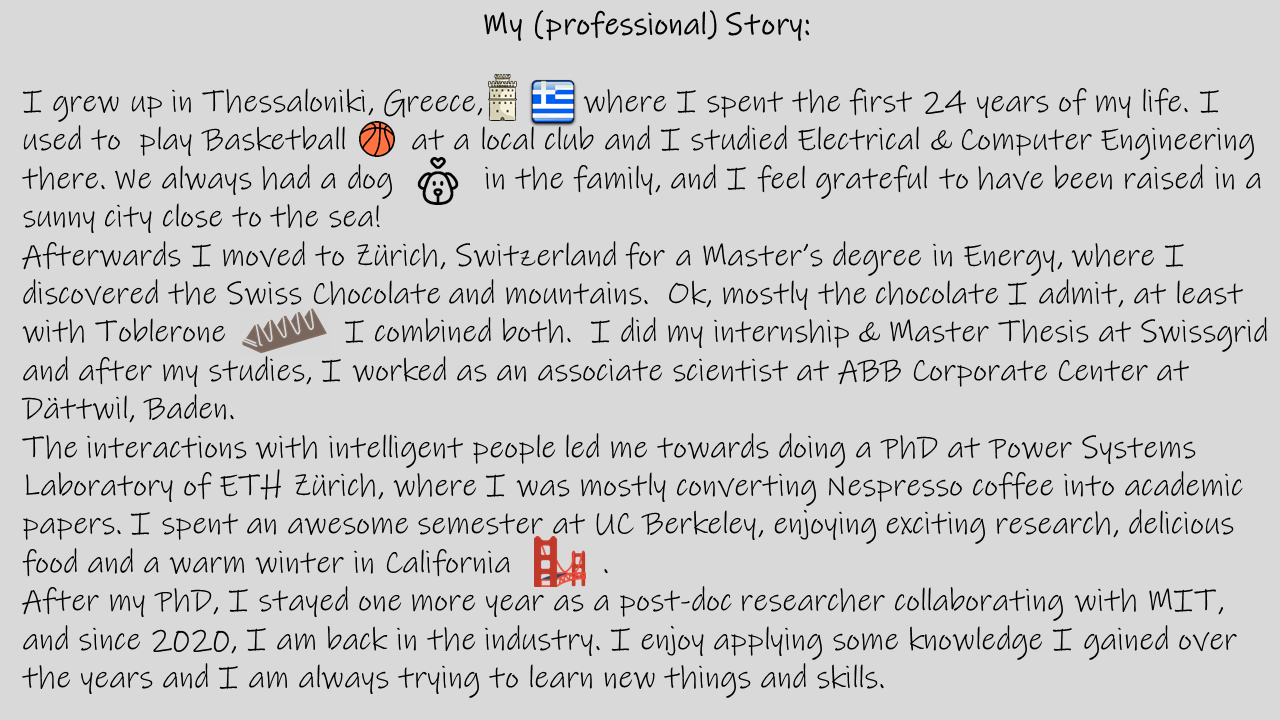 My (professional) Story:
I grew up in Thessaloniki, Greece, where I spent the first 24 years of my life. I
used to play Basketball at a local club and I studied Electrical & Computer Engineering
there. We always had a dog in the family, and I feel grateful to have been raised in a
sunny city close to the sea!
Afterwards I moved to Zürich, Switzerland for a Master's degree in Energy, where I
discovered the Swiss Chocolate and mountains. Ok, mostly the chocolate I admit, at least
with Toblerone I combined both. I did my internship & Master Thesis at Swissgrid
and after my studies, I worked as an associate scientist at ABB Corporate Center at
Dättwil, Baden.
The interactions with intelligent people led me towards doing a PhD at Power Systems
Laboratory of ETH Zürich, where I was mostly converting Nespresso coffee into academic
papers. I spent an awesome semester at UC Berkeley, enjoying exciting research, delicious
food and a warm winter in California .
After my PhD, I stayed one more year as a post-doc researcher collaborating with MIT,
and since 2020, I am back in the industry. I enjoy applying some knowledge I gained over
the years and I am always trying to learn new things and skills.